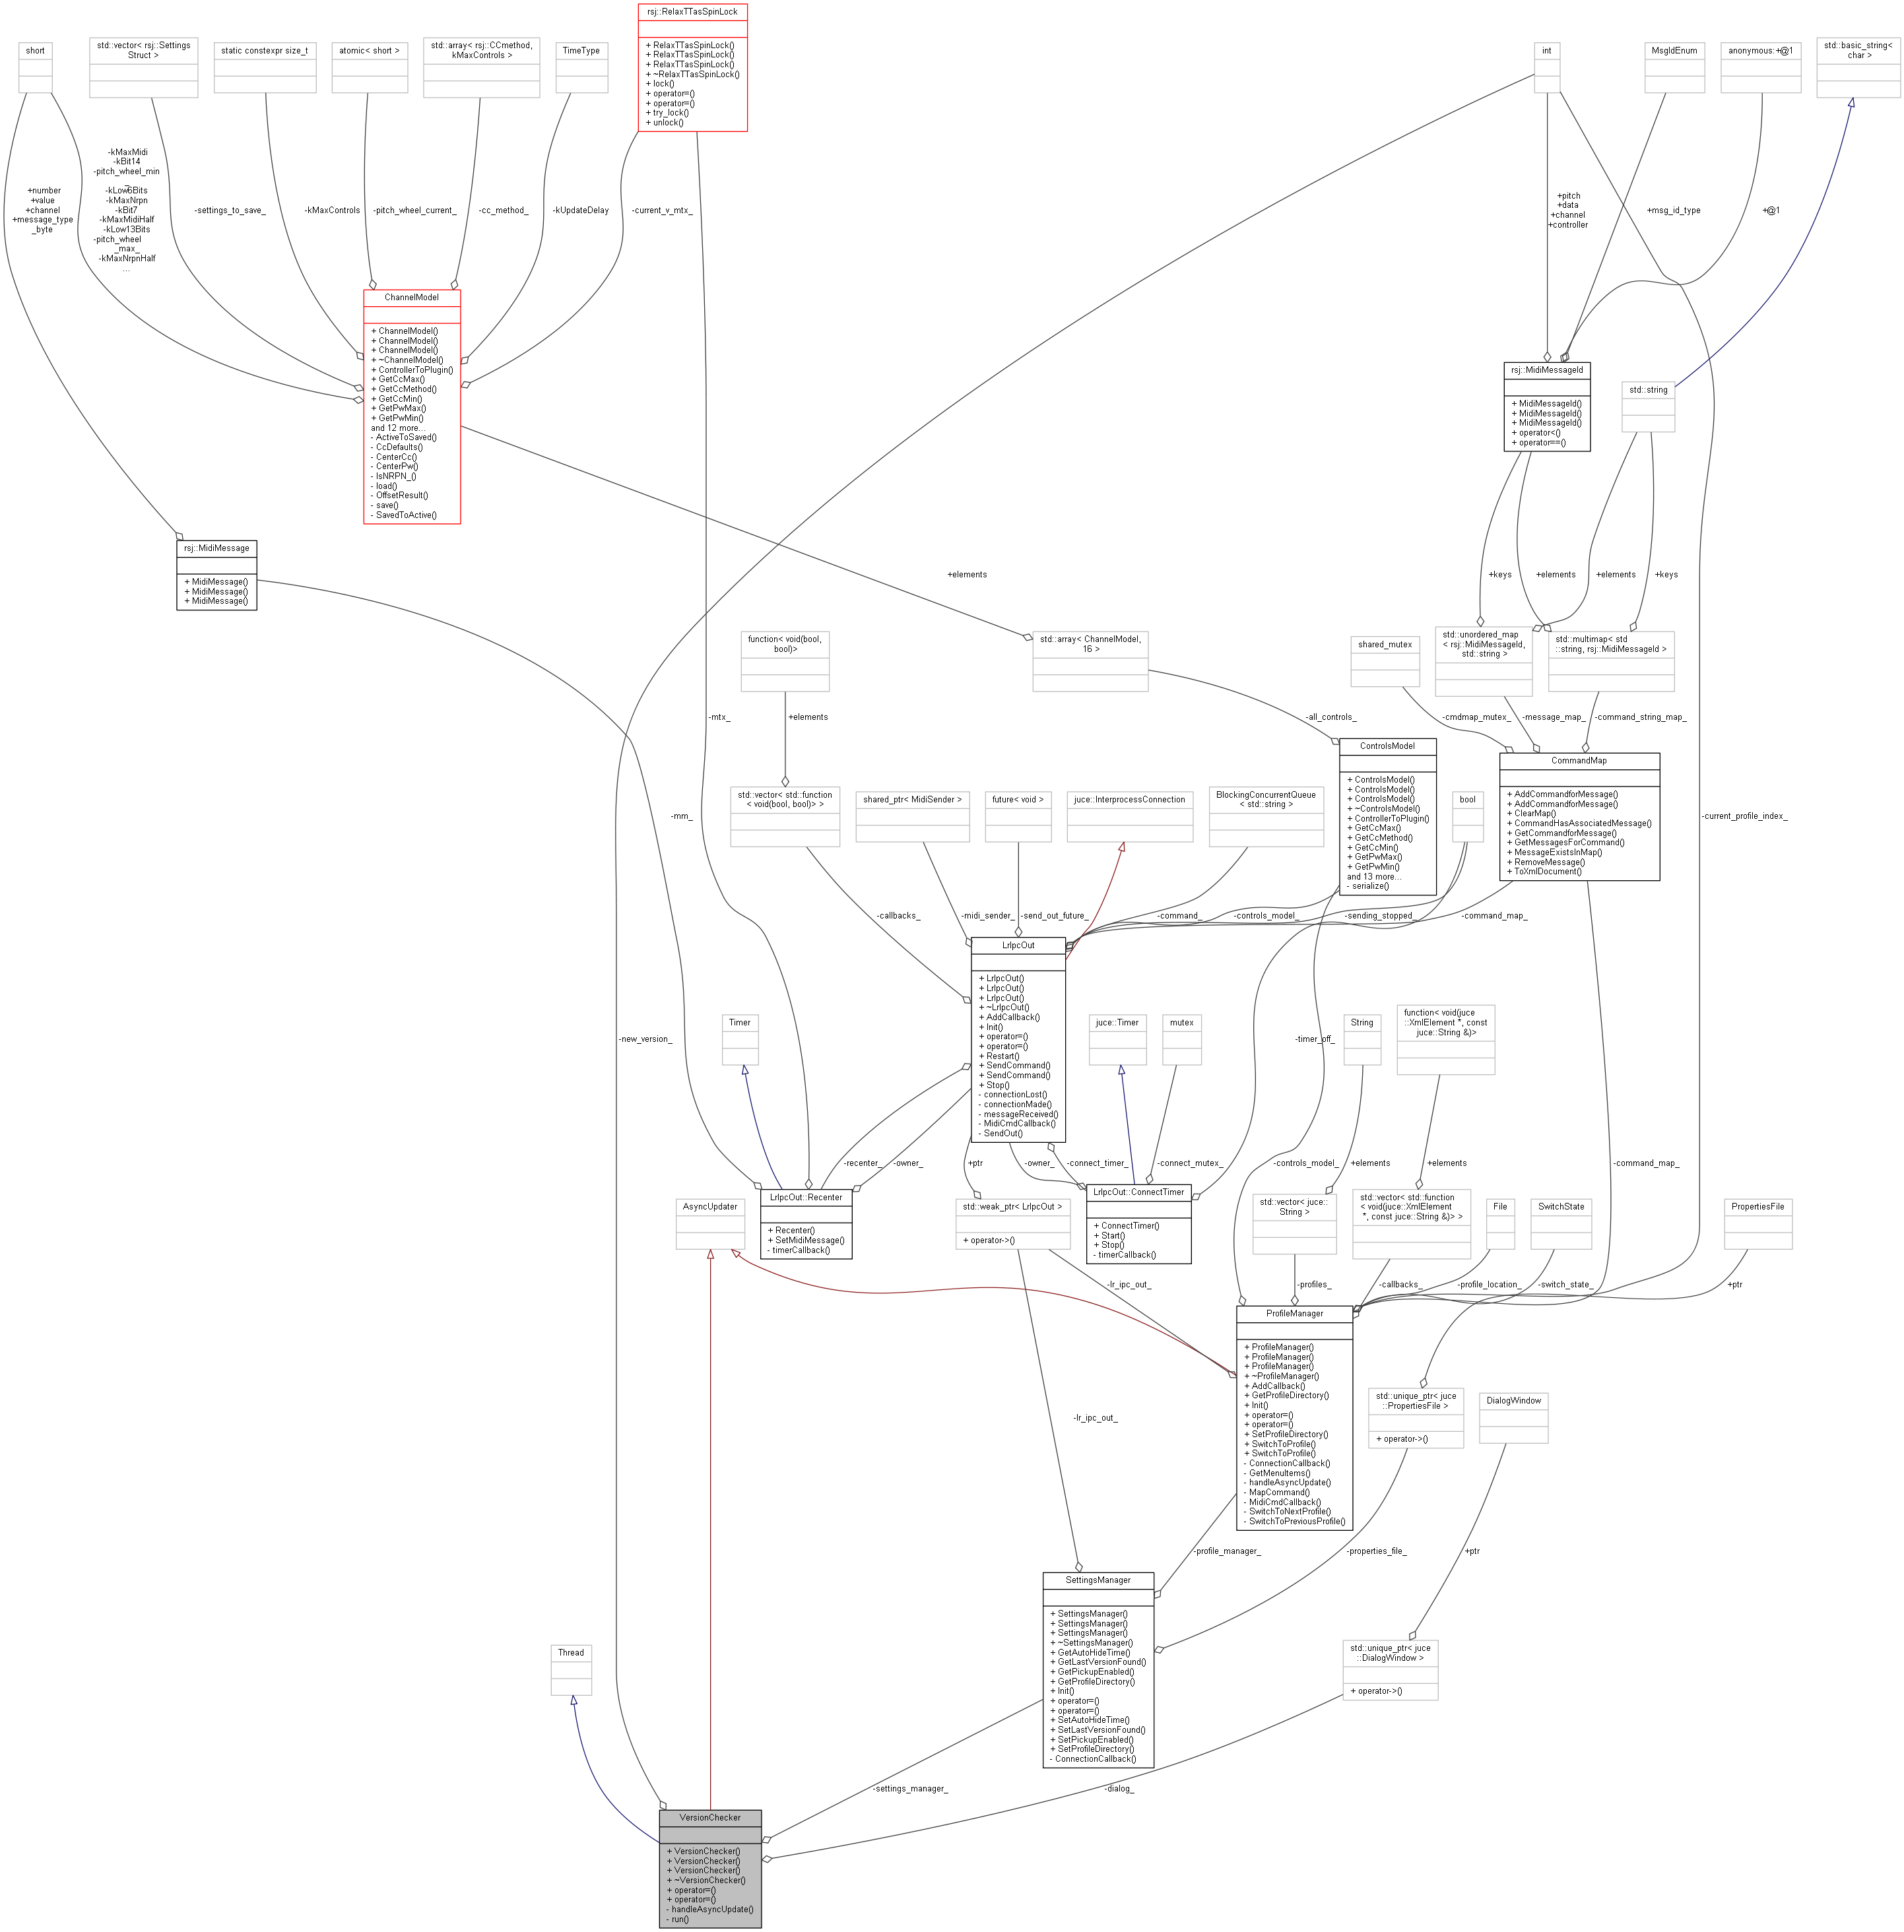 rsj::RelaxTTasSpinLock
+ RelaxTTasSpinLock()
+ RelaxTTasSpinLock()
+ RelaxTTasSpinLock()
+ ~RelaxTTasSpinLock()
+ lock()
+ operator=()
+ operator=()
+ try_lock()
+ unlock()
short
std::vector< rsj::Settings
Struct >
static constexpr size_t
atomic< short >
std::array< rsj::CCmethod,
kMaxControls >
TimeType
int
MsgIdEnum
anonymous: +@1
std::basic_string<
char >
+number
+value
+channel
+message_type
_byte
-kMaxMidi
-kBit14
-pitch_wheel_min
_
-kLow6Bits
-kMaxNrpn
-kBit7
-kMaxMidiHalf
-kLow13Bits
-pitch_wheel
_max_
-kMaxNrpnHalf
...
-settings_to_save_
-kMaxControls
-pitch_wheel_current_
-cc_method_
-kUpdateDelay
-current_v_mtx_
+pitch
+data
+channel
+controller
+msg_id_type
+@1
ChannelModel
+ ChannelModel()
+ ChannelModel()
+ ChannelModel()
+ ~ChannelModel()
+ ControllerToPlugin()
+ GetCcMax()
+ GetCcMethod()
+ GetCcMin()
+ GetPwMax()
+ GetPwMin()
and 12 more...
- ActiveToSaved()
- CcDefaults()
- CenterCc()
- CenterPw()
- IsNRPN_()
- load()
- OffsetResult()
- save()
- SavedToActive()
rsj::MidiMessageId
+ MidiMessageId()
+ MidiMessageId()
+ MidiMessageId()
+ operator<()
+ operator==()
std::string
rsj::MidiMessage
+ MidiMessage()
+ MidiMessage()
+ MidiMessage()
+elements
+keys
+elements
+elements
+keys
function< void(bool,
bool)>
std::array< ChannelModel,
16 >
shared_mutex
std::unordered_map
< rsj::MidiMessageId,
std::string >
std::multimap< std
::string, rsj::MidiMessageId >
-mtx_
+elements
-all_controls_
-cmdmap_mutex_
-message_map_
-command_string_map_
-mm_
-current_profile_index_
std::vector< std::function
< void(bool, bool)> >
shared_ptr< MidiSender >
future< void >
juce::InterprocessConnection
BlockingConcurrentQueue
< std::string >
ControlsModel
+ ControlsModel()
+ ControlsModel()
+ ControlsModel()
+ ~ControlsModel()
+ ControllerToPlugin()
+ GetCcMax()
+ GetCcMethod()
+ GetCcMin()
+ GetPwMax()
+ GetPwMin()
and 13 more...
- serialize()
bool
CommandMap
+ AddCommandforMessage()
+ AddCommandforMessage()
+ ClearMap()
+ CommandHasAssociatedMessage()
+ GetCommandforMessage()
+ GetMessagesForCommand()
+ MessageExistsInMap()
+ RemoveMessage()
+ ToXmlDocument()
-callbacks_
-midi_sender_
-send_out_future_
-command_
-controls_model_
-sending_stopped_
-command_map_
LrIpcOut
+ LrIpcOut()
+ LrIpcOut()
+ LrIpcOut()
+ ~LrIpcOut()
+ AddCallback()
+ Init()
+ operator=()
+ operator=()
+ Restart()
+ SendCommand()
+ SendCommand()
+ Stop()
- connectionLost()
- connectionMade()
- messageReceived()
- MidiCmdCallback()
- SendOut()
-new_version_
Timer
juce::Timer
mutex
-timer_off_
String
function< void(juce
::XmlElement *, const
juce::String &)>
-recenter_
-owner_
+ptr
-owner_
-connect_timer_
-connect_mutex_
-controls_model_
+elements
+elements
-command_map_
AsyncUpdater
LrIpcOut::Recenter
+ Recenter()
+ SetMidiMessage()
- timerCallback()
std::weak_ptr< LrIpcOut >
+ operator->()
LrIpcOut::ConnectTimer
+ ConnectTimer()
+ Start()
+ Stop()
- timerCallback()
std::vector< juce::
String >
std::vector< std::function
< void(juce::XmlElement
*, const juce::String &)> >
File
SwitchState
PropertiesFile
-lr_ipc_out_
-profiles_
-callbacks_
-profile_location_
-switch_state_
+ptr
ProfileManager
+ ProfileManager()
+ ProfileManager()
+ ProfileManager()
+ ~ProfileManager()
+ AddCallback()
+ GetProfileDirectory()
+ Init()
+ operator=()
+ operator=()
+ SetProfileDirectory()
+ SwitchToProfile()
+ SwitchToProfile()
- ConnectionCallback()
- GetMenuItems()
- handleAsyncUpdate()
- MapCommand()
- MidiCmdCallback()
- SwitchToNextProfile()
- SwitchToPreviousProfile()
std::unique_ptr< juce
::PropertiesFile >
+ operator->()
DialogWindow
-lr_ipc_out_
-profile_manager_
-properties_file_
+ptr
SettingsManager
+ SettingsManager()
+ SettingsManager()
+ SettingsManager()
+ ~SettingsManager()
+ GetAutoHideTime()
+ GetLastVersionFound()
+ GetPickupEnabled()
+ GetProfileDirectory()
+ Init()
+ operator=()
+ operator=()
+ SetAutoHideTime()
+ SetLastVersionFound()
+ SetPickupEnabled()
+ SetProfileDirectory()
- ConnectionCallback()
Thread
std::unique_ptr< juce
::DialogWindow >
+ operator->()
-settings_manager_
-dialog_
VersionChecker
+ VersionChecker()
+ VersionChecker()
+ VersionChecker()
+ ~VersionChecker()
+ operator=()
+ operator=()
- handleAsyncUpdate()
- run()